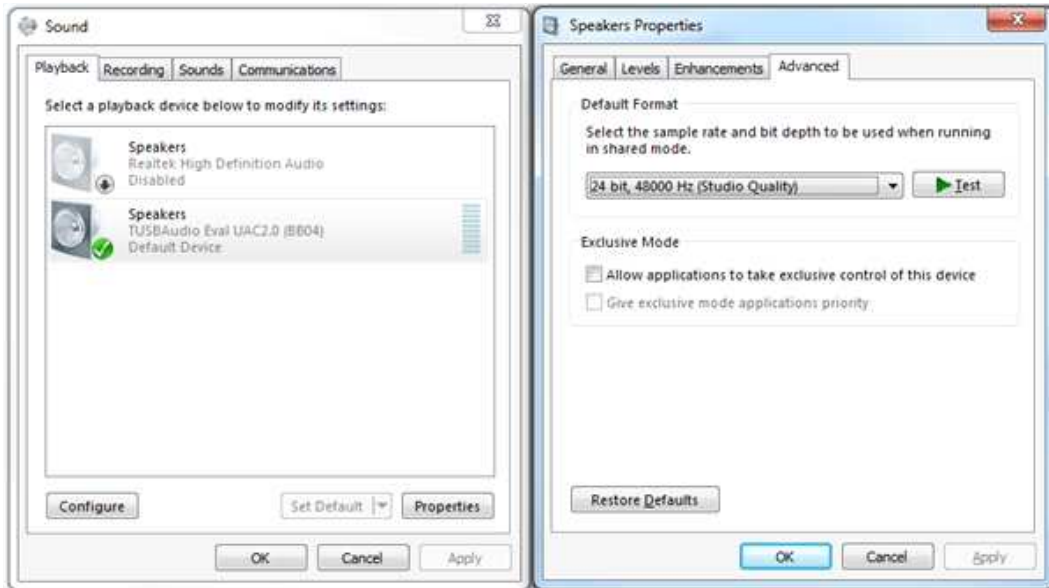 Sound
Playback Recording Sounds Communications
Select a playback device below to modify its settings:
Speakers
Realtek High Definition Audio
Disabled
Speakers
TUSBAudio Eval UAC2.0 (BB04)
Default Device
Configure Set Default Properties
OK Cancel Apply
Speakers Properties
General Levels Enhancements Advanced
Default Format
Select the sample rate and bit depth to be used when running
in shared mode.
24 bit, 48000 Hz (Studio Quality) Test
Exclusive Mode
Allow applications to take exclusive control of this device
Give exclusive mode applications priority
Restore Defaults
OK Cancel Apply